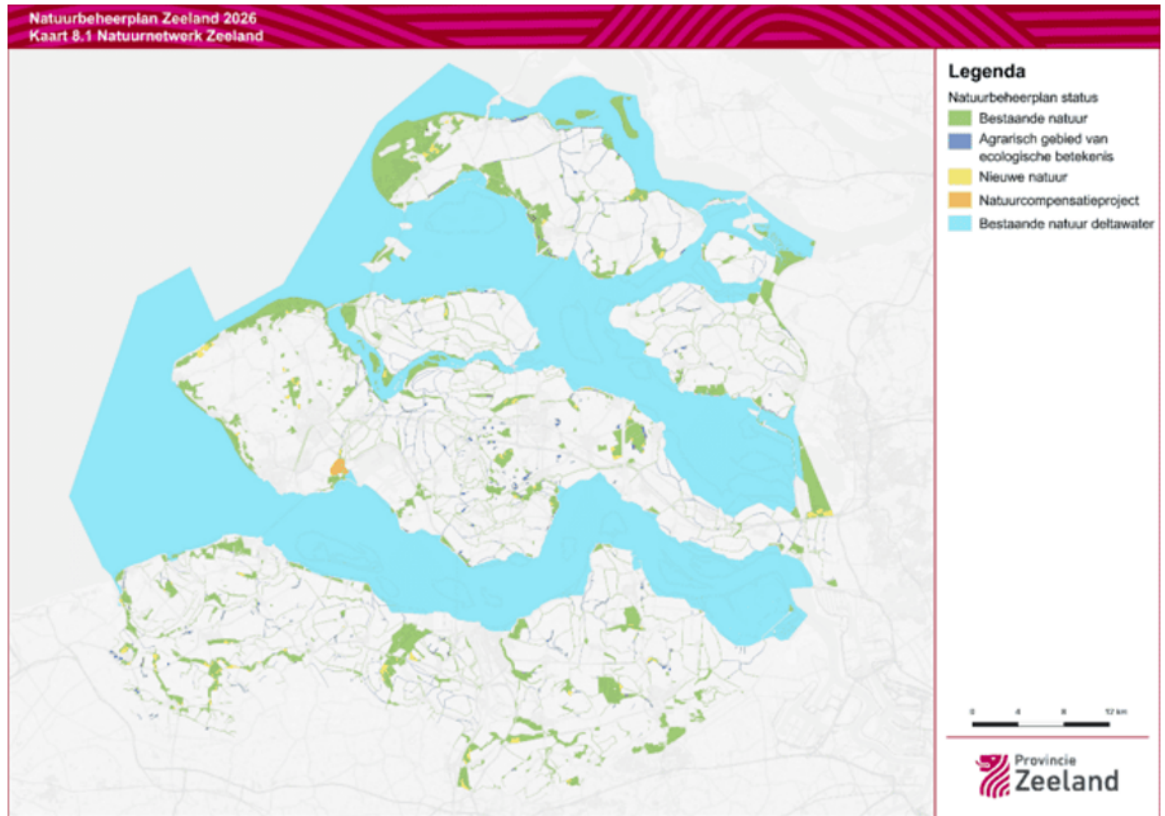 Natuurbeheerplan Zeeland 2026
Kaart 8.1 Natuurnetwerk Zeeland
Legenda
Natuurbeheerplan status
Bestaande natuur
Agrarisch gebied van
ecologische betekenis
Nieuwe natuur
Natuurcompensatieproject
Bestaande natuur deltawater
0 4 8 12 km
Provincie
Zeeland